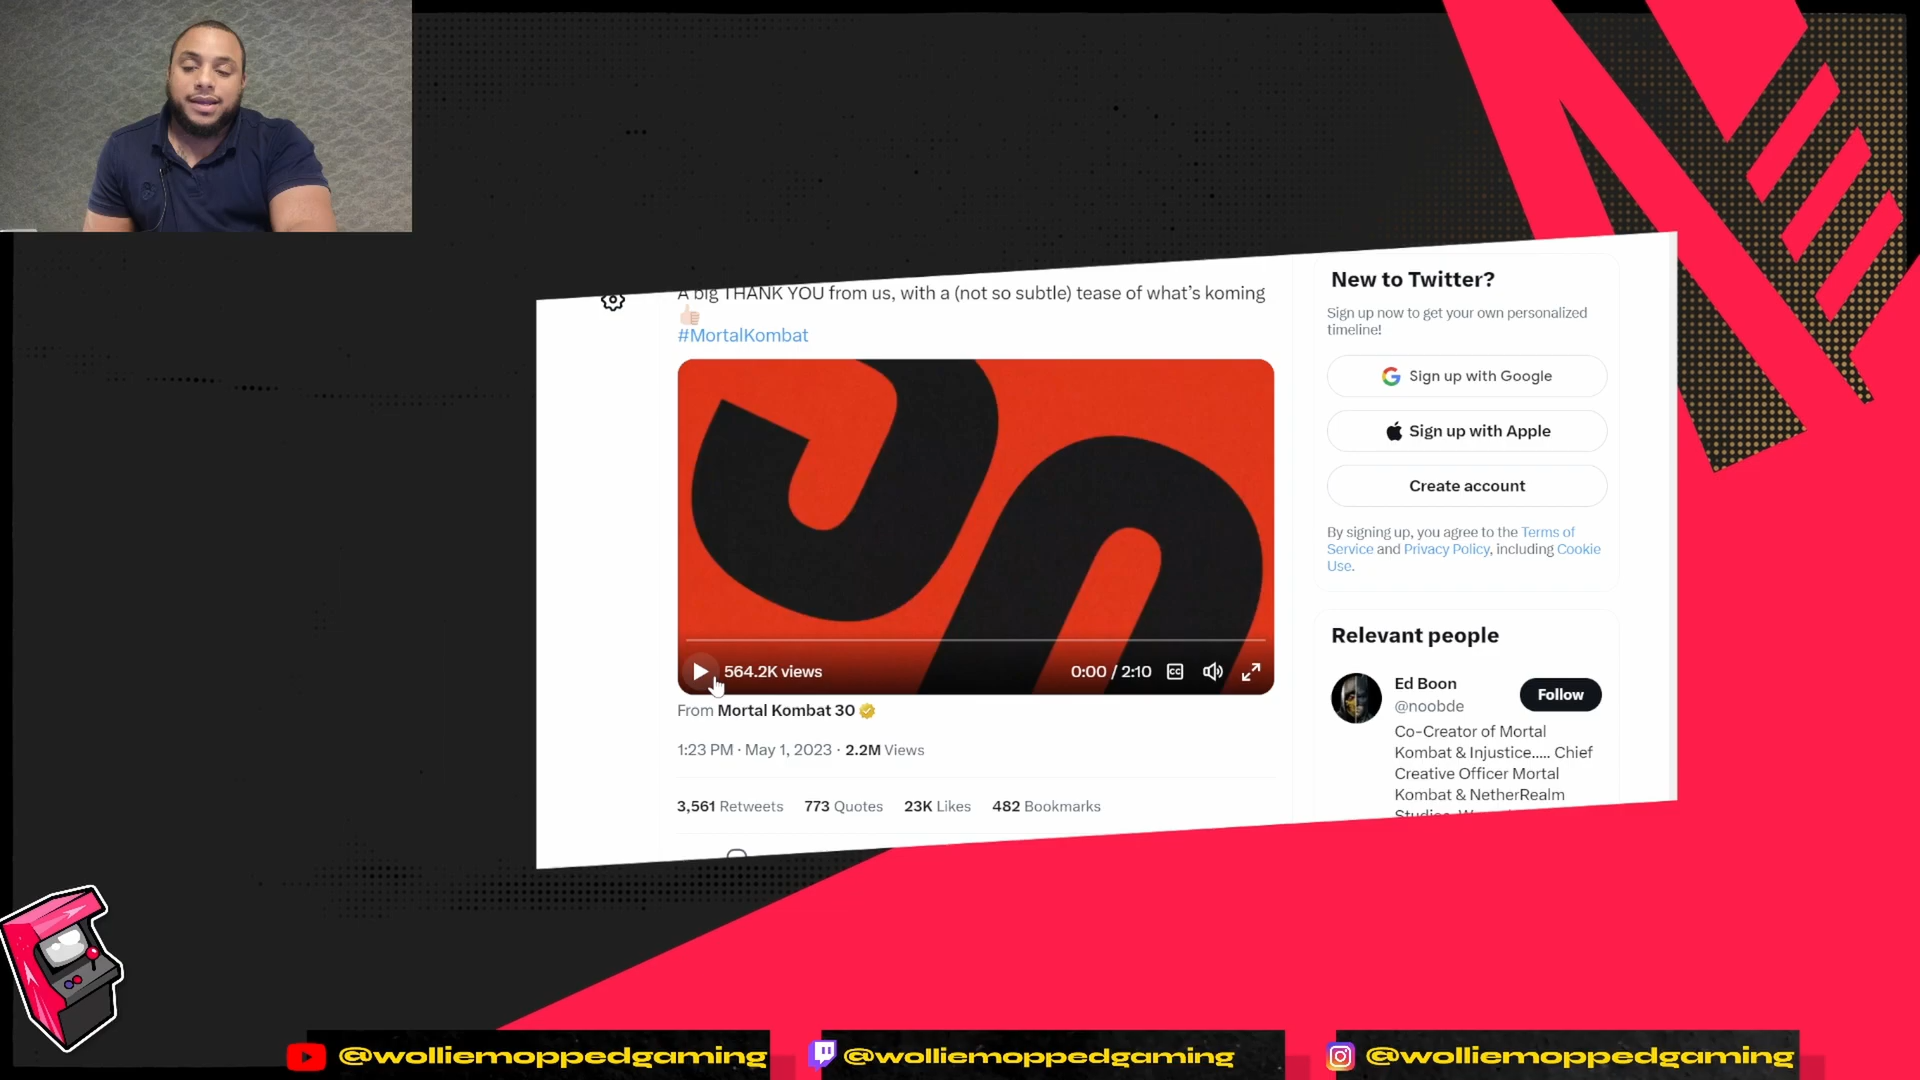 A big THANK YOU from us, with a (not so subtle) tease of what's koming
#MortalKombat
564.2K views
0:00 / 2:10
CC
From Mortal Kombat 30
1:23 PM · May 1, 2023 · 2.2M Views
3,561 Retweets 773 Quotes 23K Likes 482 Bookmarks
New to Twitter?
Sign up now to get your own personalized
timeline!
Sign up with Google
Sign up with Apple
Create account
By signing up, you agree to the Terms of
Service and Privacy Policy, including Cookie
Use.
Relevant people
Ed Boon
@noobde
Follow
Co-Creator of Mortal
Kombat & Injustice..... Chief
Creative Officer Mortal
Kombat & NetherRealm
@wolliemoppedgaming
@wolliemoppedgaming
@wolliemoppedgaming